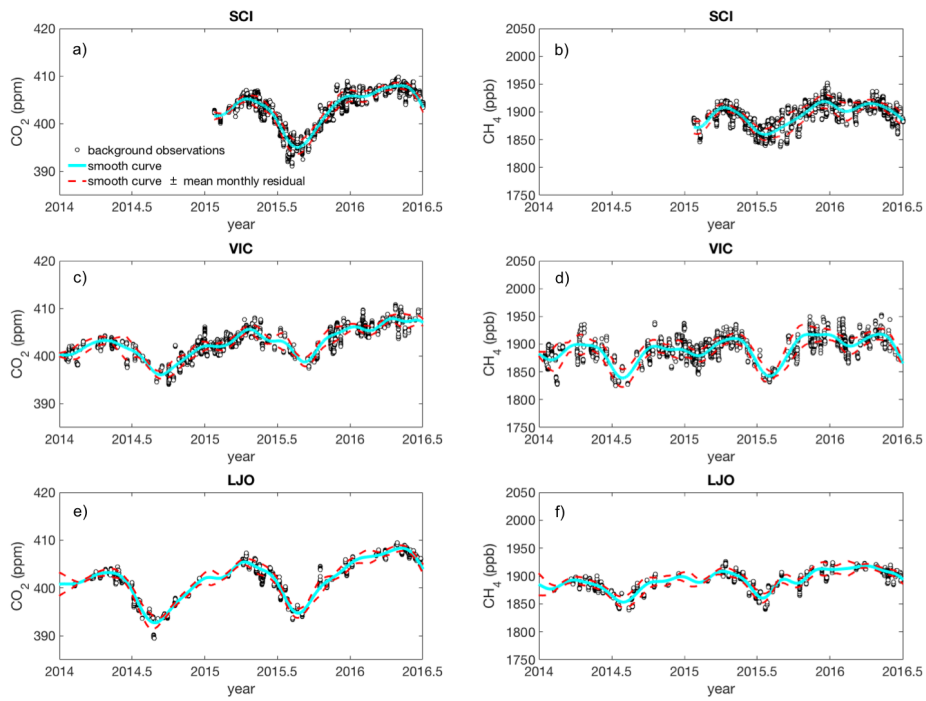 SCI
a)
420
410
400
390
CO2 (ppm)
background observations
smooth curve
smooth curve ± mean monthly residual
2014 2014.5 2015 2015.5 2016 2016.5
year
SCI
b)
2050
2000
1950
1900
1850
1800
1750
CH4 (ppb)
2014 2014.5 2015 2015.5 2016 2016.5
year
VIC
c)
420
410
400
390
CO2 (ppm)
2014 2014.5 2015 2015.5 2016 2016.5
year
VIC
d)
2050
2000
1950
1900
1850
1800
1750
CH4 (ppb)
2014 2014.5 2015 2015.5 2016 2016.5
year
LJO
e)
420
410
400
390
CO2 (ppm)
2014 2014.5 2015 2015.5 2016 2016.5
year
LJO
f)
2050
2000
1950
1900
1850
1800
1750
CH4 (ppb)
2014 2014.5 2015 2015.5 2016 2016.5
year